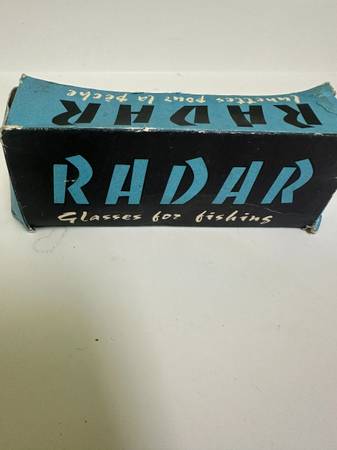 lunettes pour la pêche
RADAR
RADAR
Glasses for fishing